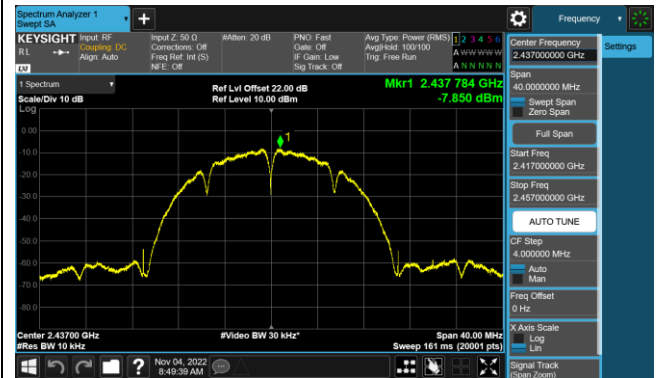 Spectrum Analyzer 1
Swept SA
+
Frequency
KEYSIGHT
RL
LXI
Input: RF
Coupling: DC
Align: Auto
Input Z: 50 Ω
Corrections: Off
Freq Ref: Int (S)
NFE: Off
#Atten: 20 dB
PNO: Fast
Gate: Off
IF Gain: Low
Sig Track: Off
Avg Type: Power (RMS)
Avg|Hold: 100/100
Trig: Free Run
1 2 3 4 5 6
A W W W W W
A N N N N N
1 Spectrum
Scale/Div 10 dB
Log
Ref Lvl Offset 22.00 dB
Ref Level 10.00 dBm
Mkr1 2.437 784 GHz
-7.850 dBm
1
0.00
-10.0
-20.0
-30.0
-40.0
-50.0
-60.0
-70.0
-80.0
Center 2.43700 GHz
#Res BW 10 kHz
#Video BW 30 kHz*
Span 40.00 MHz
Sweep 161 ms (20001 pts)
Nov 04, 2022
8:49:39 AM
?
Settings
Center Frequency
2.437000000 GHz
Span
40.0000000 MHz
Swept Span
Zero Span
Full Span
Start Freq
2.417000000 GHz
Stop Freq
2.457000000 GHz
AUTO TUNE
CF Step
4.000000 MHz
Auto
Man
Freq Offset
0 Hz
X Axis Scale
Log
Lin
Signal Track
(Span Zoom)